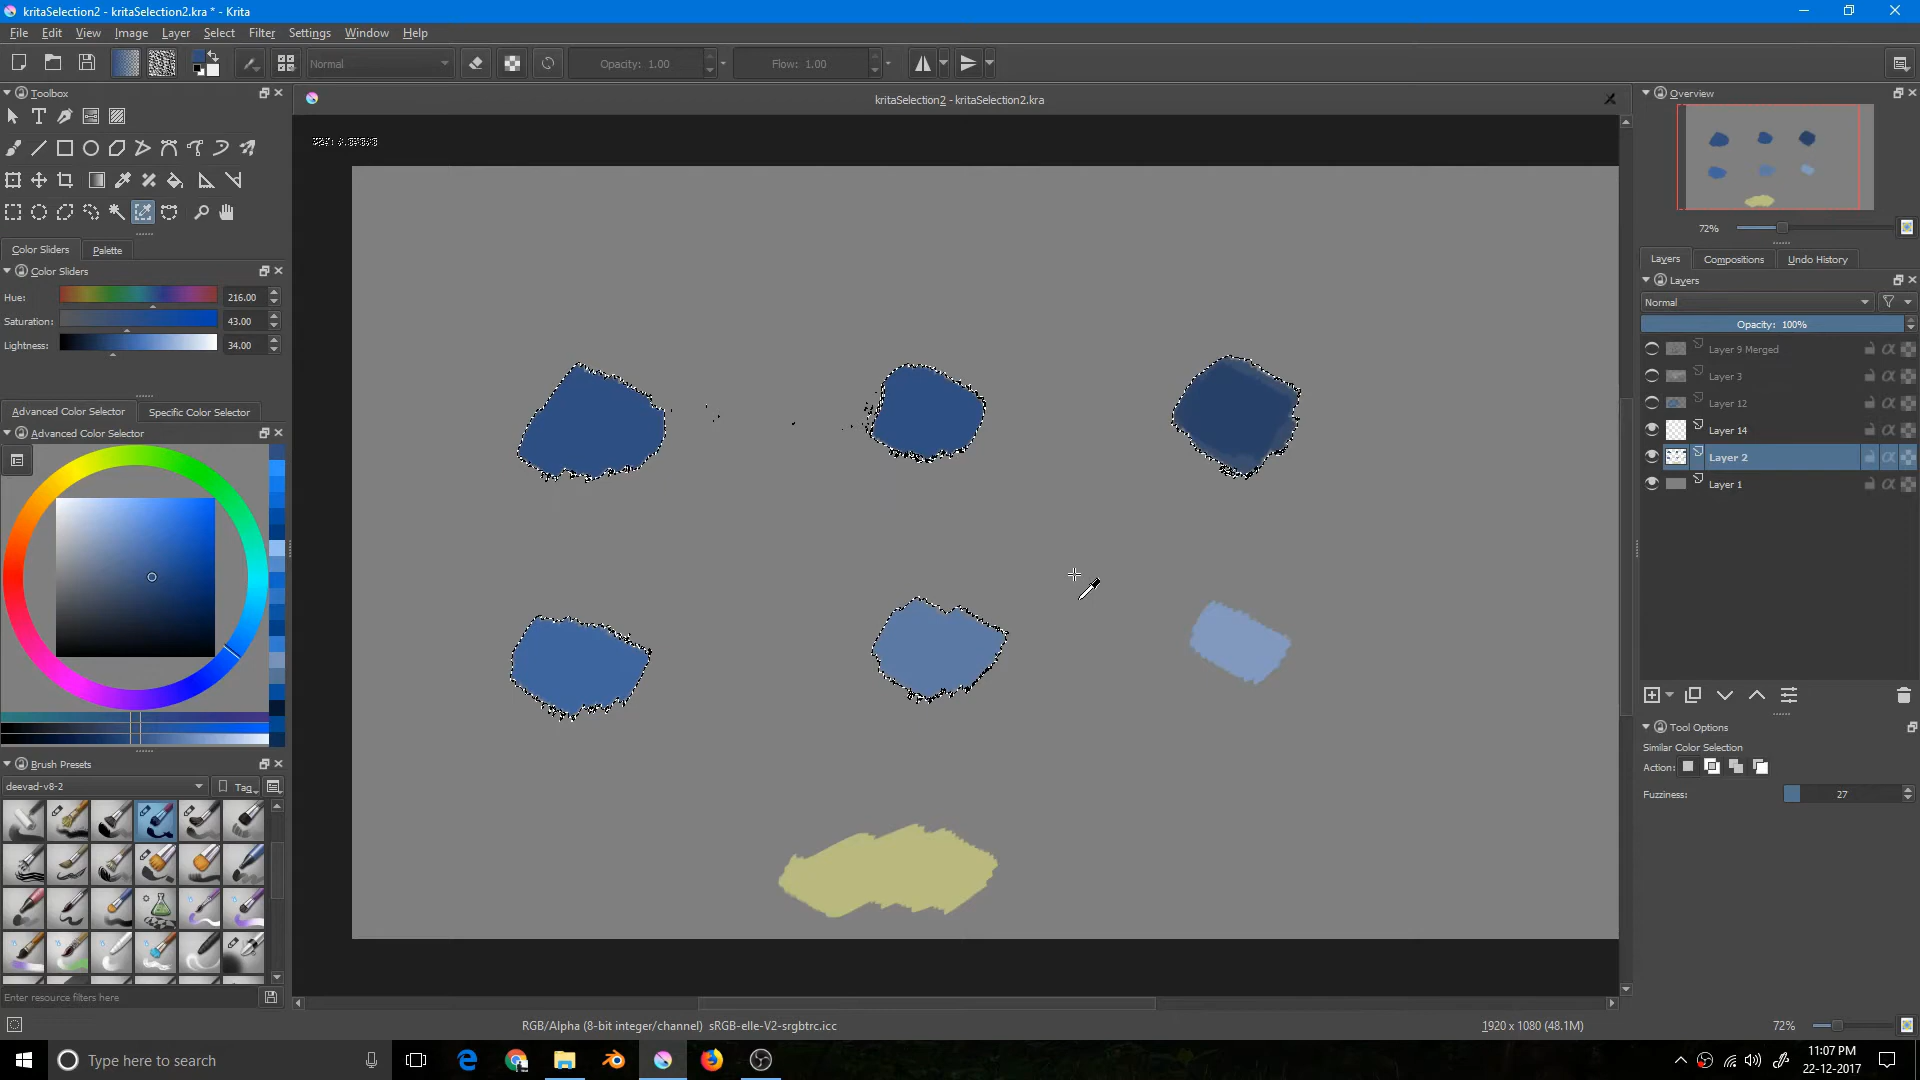 kritaSelection2 - kritaSelection2.kra * - Krita
File Edit View Image Layer Select Filter Settings Window Help
Normal Opacity: 1.00 Flow: 1.00
Toolbox
kritaSelection2 - kritaSelection2.kra
Overview
72%
Color Sliders Palette
Color Sliders
Hue: 216.00
Saturation: 43.00
Lightness: 34.00
Advanced Color Selector Specific Color Selector
Advanced Color Selector
Brush Presets
deevad-v8-2 Tag
Enter resource filters here
Layers Compositions Undo History
Layers
Normal
Opacity: 100%
Layer 9 Merged
Layer 3
Layer 12
Layer 14
Layer 2
Layer 1
Tool Options
Similar Color Selection
Action:
Fuzziness: 27
RGB/Alpha (8-bit integer/channel) sRGB-elle-V2-srgbtrc.icc
1920 x 1080 (48.1M)
72%
Type here to search
11:07 PM
22-12-2017